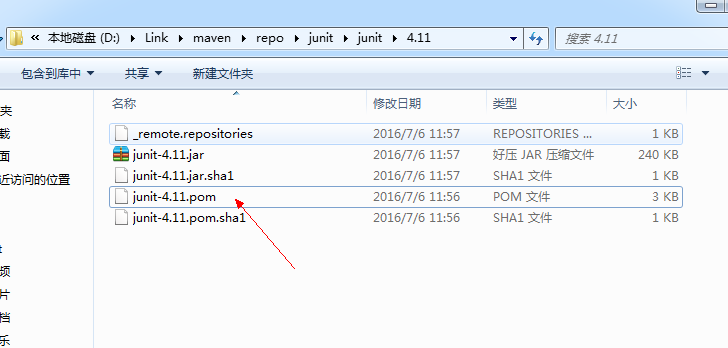 « 本地磁盘 (D:) ▸ Link ▸ maven ▸ repo ▸ junit ▸ junit ▸ 4.11
搜索 4.11
包含到库中 共享 新建文件夹
名称 修改日期 类型 大小
_remote.repositories 2016/7/6 11:57 REPOSITORIES ... 1 KB
junit-4.11.jar 2016/7/6 11:57 好压 JAR 压缩文件 240 KB
junit-4.11.jar.sha1 2016/7/6 11:57 SHA1 文件 1 KB
junit-4.11.pom 2016/7/6 11:56 POM 文件 3 KB
junit-4.11.pom.sha1 2016/7/6 11:56 SHA1 文件 1 KB
夹
载
面
近访问的位置
t
频
片
档
乐